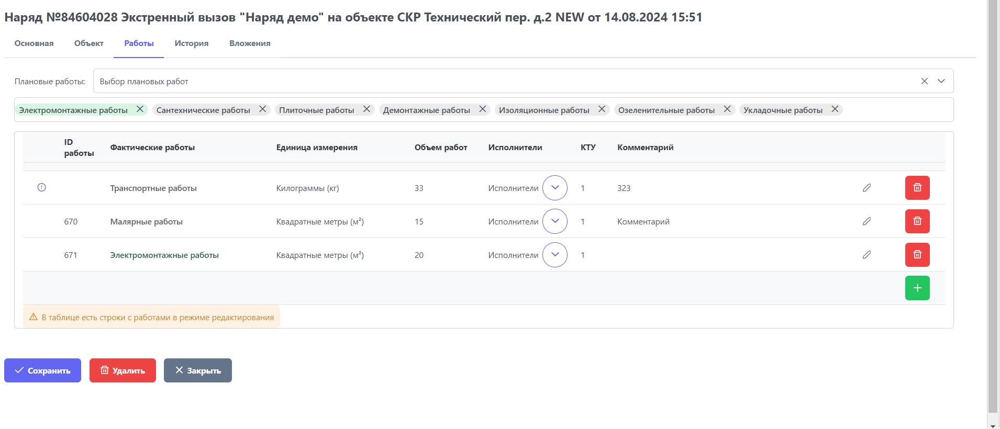 Наряд №84604028 Экстренный вызов "Наряд демо" на объекте СКР Технический пер. д.2 NEW от 14.08.2024 15:51
Основная Объект Работы История Вложения
Плановые работы: Выбор плановых работ
Электромонтажные работы Сантехнические работы Плиточные работы Демонтажные работы Изоляционные работы Озеленительные работы Укладочные работы
ID работы Фактические работы Единица измерения Объем работ Исполнители КТУ Комментарий
Транспортные работы Килограммы (кг) 33 Исполнители 1 323
670 Малярные работы Квадратные метры (м²) 15 Исполнители 1 Комментарий
671 Электромонтажные работы Квадратные метры (м²) 20 Исполнители 1
В таблице есть строки с работами в режиме редактирования
Сохранить Удалить Закрыть